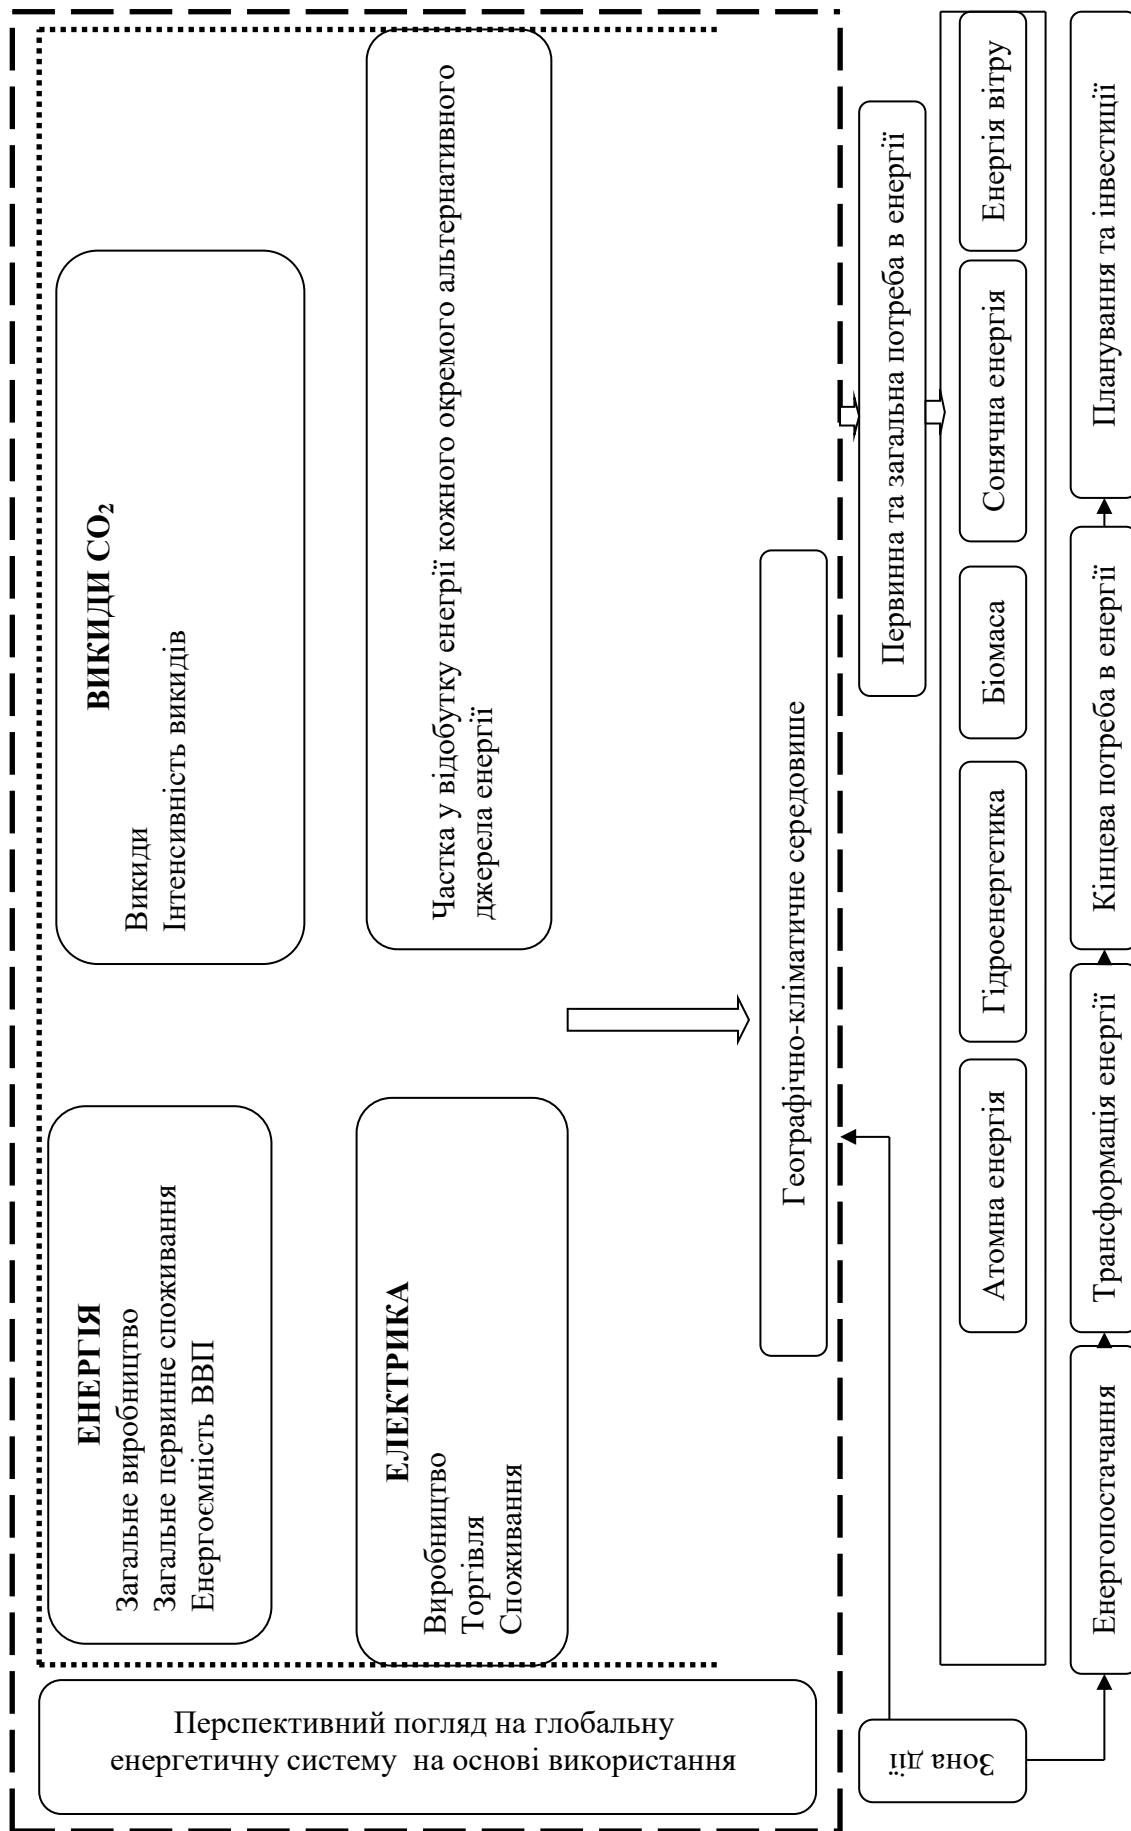 Перспективний погляд на глобальну
енергетичну систему на основі використання
ЕНЕРГІЯ
Загальне виробництво
Загальне первинне споживання
Енергоємність ВВП
ВИКИДИ CO₂
Викиди
Інтенсивність викидів
ЕЛЕКТРИКА
Виробництво
Торгівля
Споживання
Частка у відобутку енегрії кожного окремого альтернативного
джерела енергії
Географічно-кліматичне середовище
Зона дії
Первинна та загальна потреба в енергії
Атомна енергія
Гідроенергетика
Біомаса
Сонячна енергія
Енергія вітру
Енергопостачання
Трансформація енергії
Кінцева потреба в енергії
Планування та інвестиції